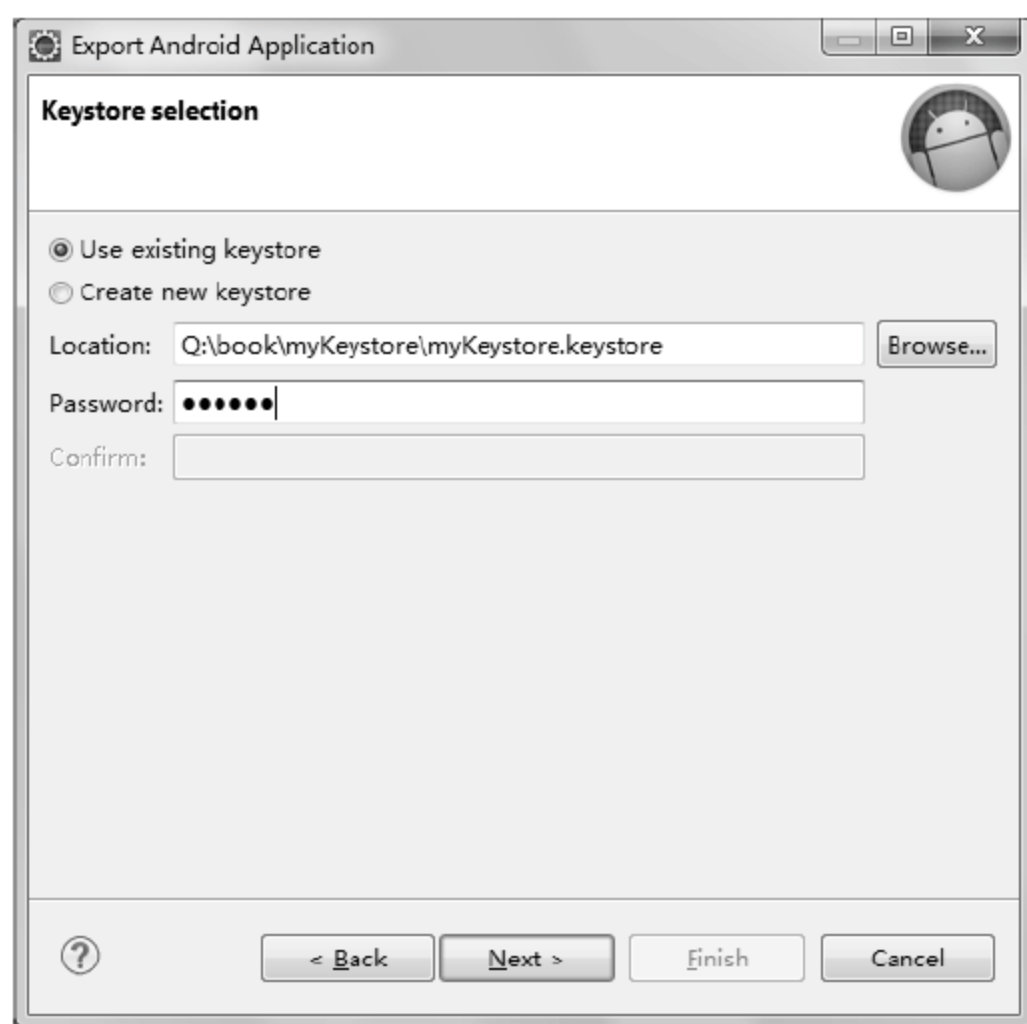 Export Android Application
Keystore selection
Use existing keystore
Create new keystore
Location: Q:\book\myKeystore\myKeystore.keystore Browse...
Password: ●●●●●●
Confirm:
? < Back Next > Finish Cancel